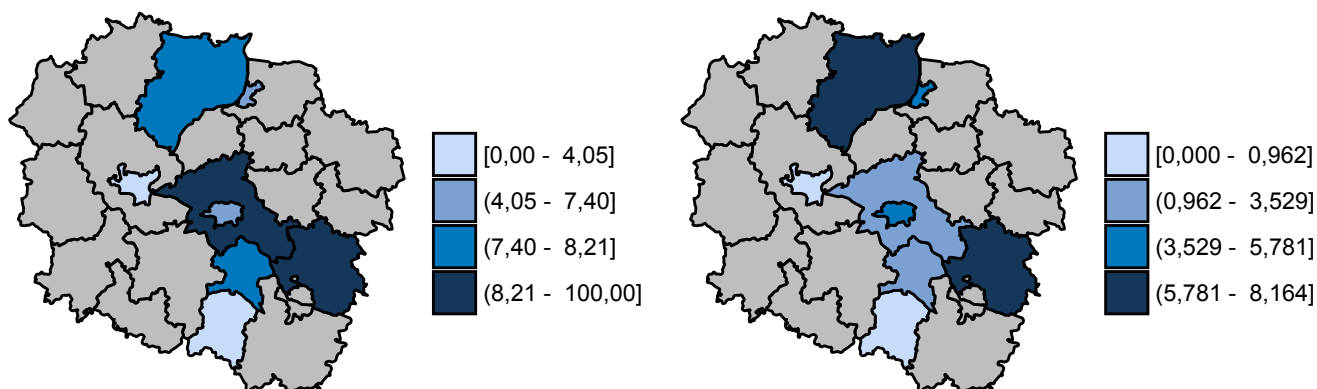 [0,00 - 4,05]
(4,05 - 7,40]
(7,40 - 8,21]
(8,21 - 100,00]
[0,000 - 0,962]
(0,962 - 3,529]
(3,529 - 5,781]
(5,781 - 8,164]